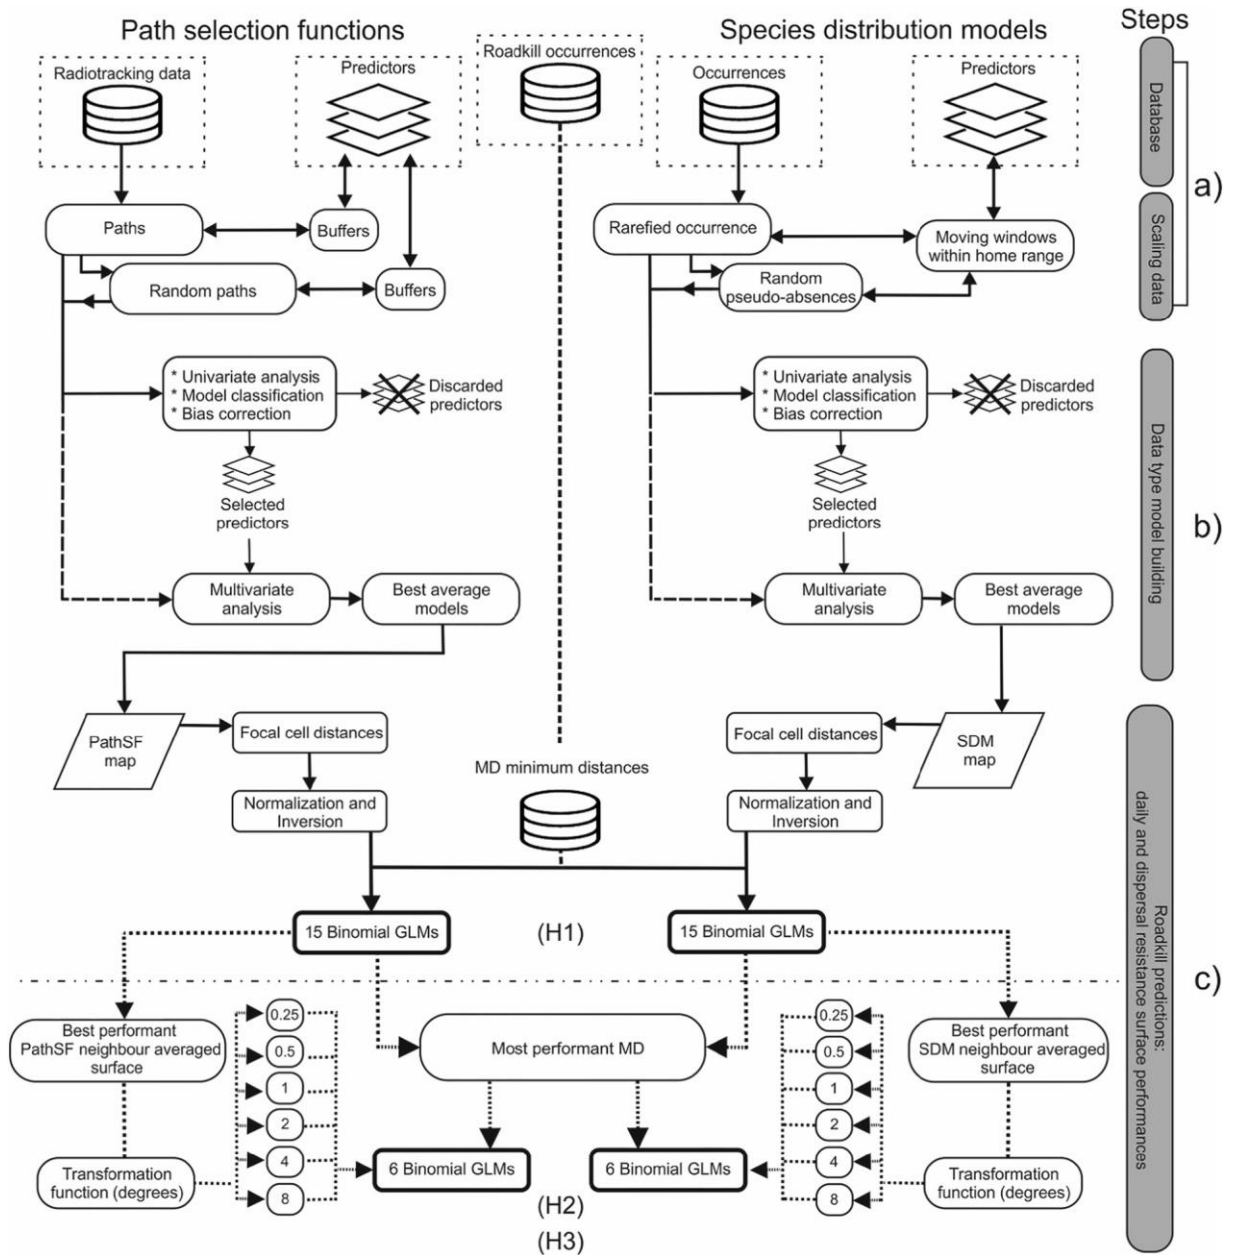 Path selection functions
Species distribution models
Steps
Roadkill occurrences
Radiotracking data
Predictors
Occurrences
Predictors
Database
a)
Paths
Buffers
Rarefied occurrence
Moving windows
within home range
Scaling data
Random paths
Buffers
Random
pseudo-absences
* Univariate analysis
* Model classification
* Bias correction
Discarded
predictors
* Univariate analysis
* Model classification
* Bias correction
Discarded
predictors
Selected
predictors
Selected
predictors
Data type model building
b)
Multivariate
analysis
Best average
models
Multivariate
analysis
Best average
models
PathSF
map
Focal cell distances
Focal cell distances
SDM
map
MD minimum distances
Normalization and
Inversion
Normalization and
Inversion
15 Binomial GLMs
(H1)
15 Binomial GLMs
Roadkill predictions:
daily and dispersal resistance surface performances
c)
Best performant
PathSF neighbour averaged
surface
0.25
0.5
1
2
4
8
Most performant MD
0.25
0.5
1
2
4
8
Best performant
SDM neighbour averaged
surface
Transformation
function (degrees)
6 Binomial GLMs
6 Binomial GLMs
Transformation
function (degrees)
(H2)
(H3)